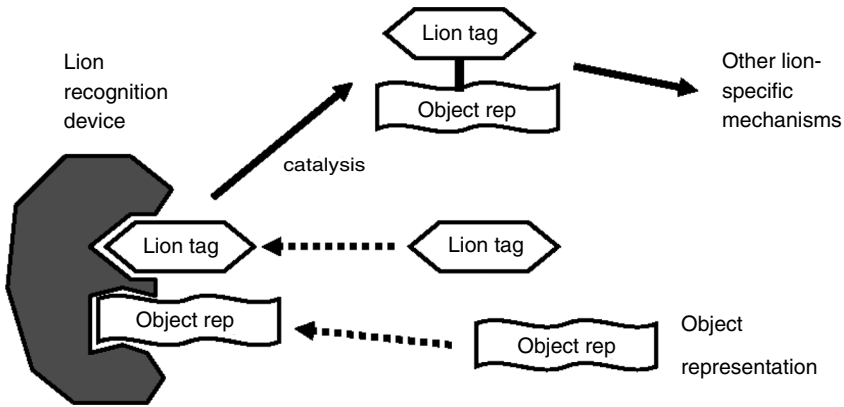 Lion tag
Lion
recognition
device
Object rep
Other lion-
specific
mechanisms
catalysis
Lion tag
Lion tag
Object rep
Object rep
Object
representation